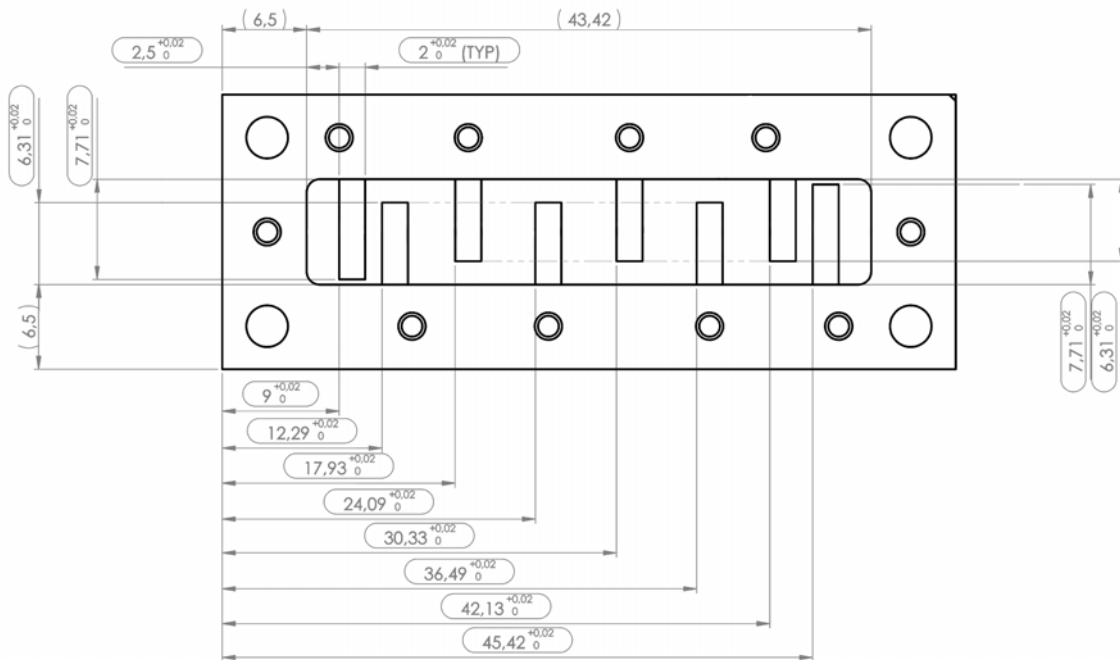 (6,5)
(43,42)
2,5 +0,02 0
2 +0,02 0 (TYP)
6,31 +0,02 0
7,71 +0,02 0
(6,5)
7,71 +0,02 0
6,31 +0,02 0
9 +0,02 0
12,29 +0,02 0
17,93 +0,02 0
24,09 +0,02 0
30,33 +0,02 0
36,49 +0,02 0
42,13 +0,02 0
45,42 +0,02 0